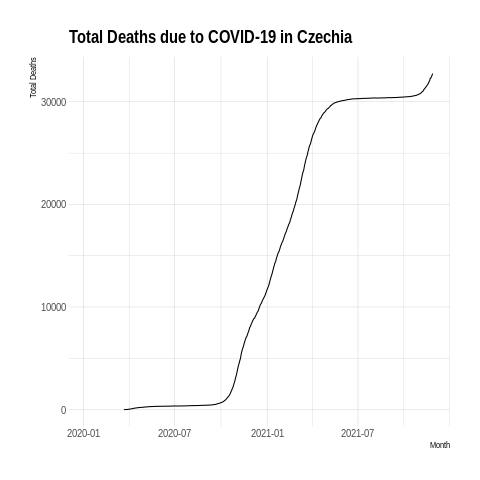 Total Deaths due to COVID-19 in Czechia
Total Deaths
30000
20000
10000
0
2020-01 2020-07 2021-01 2021-07
Month